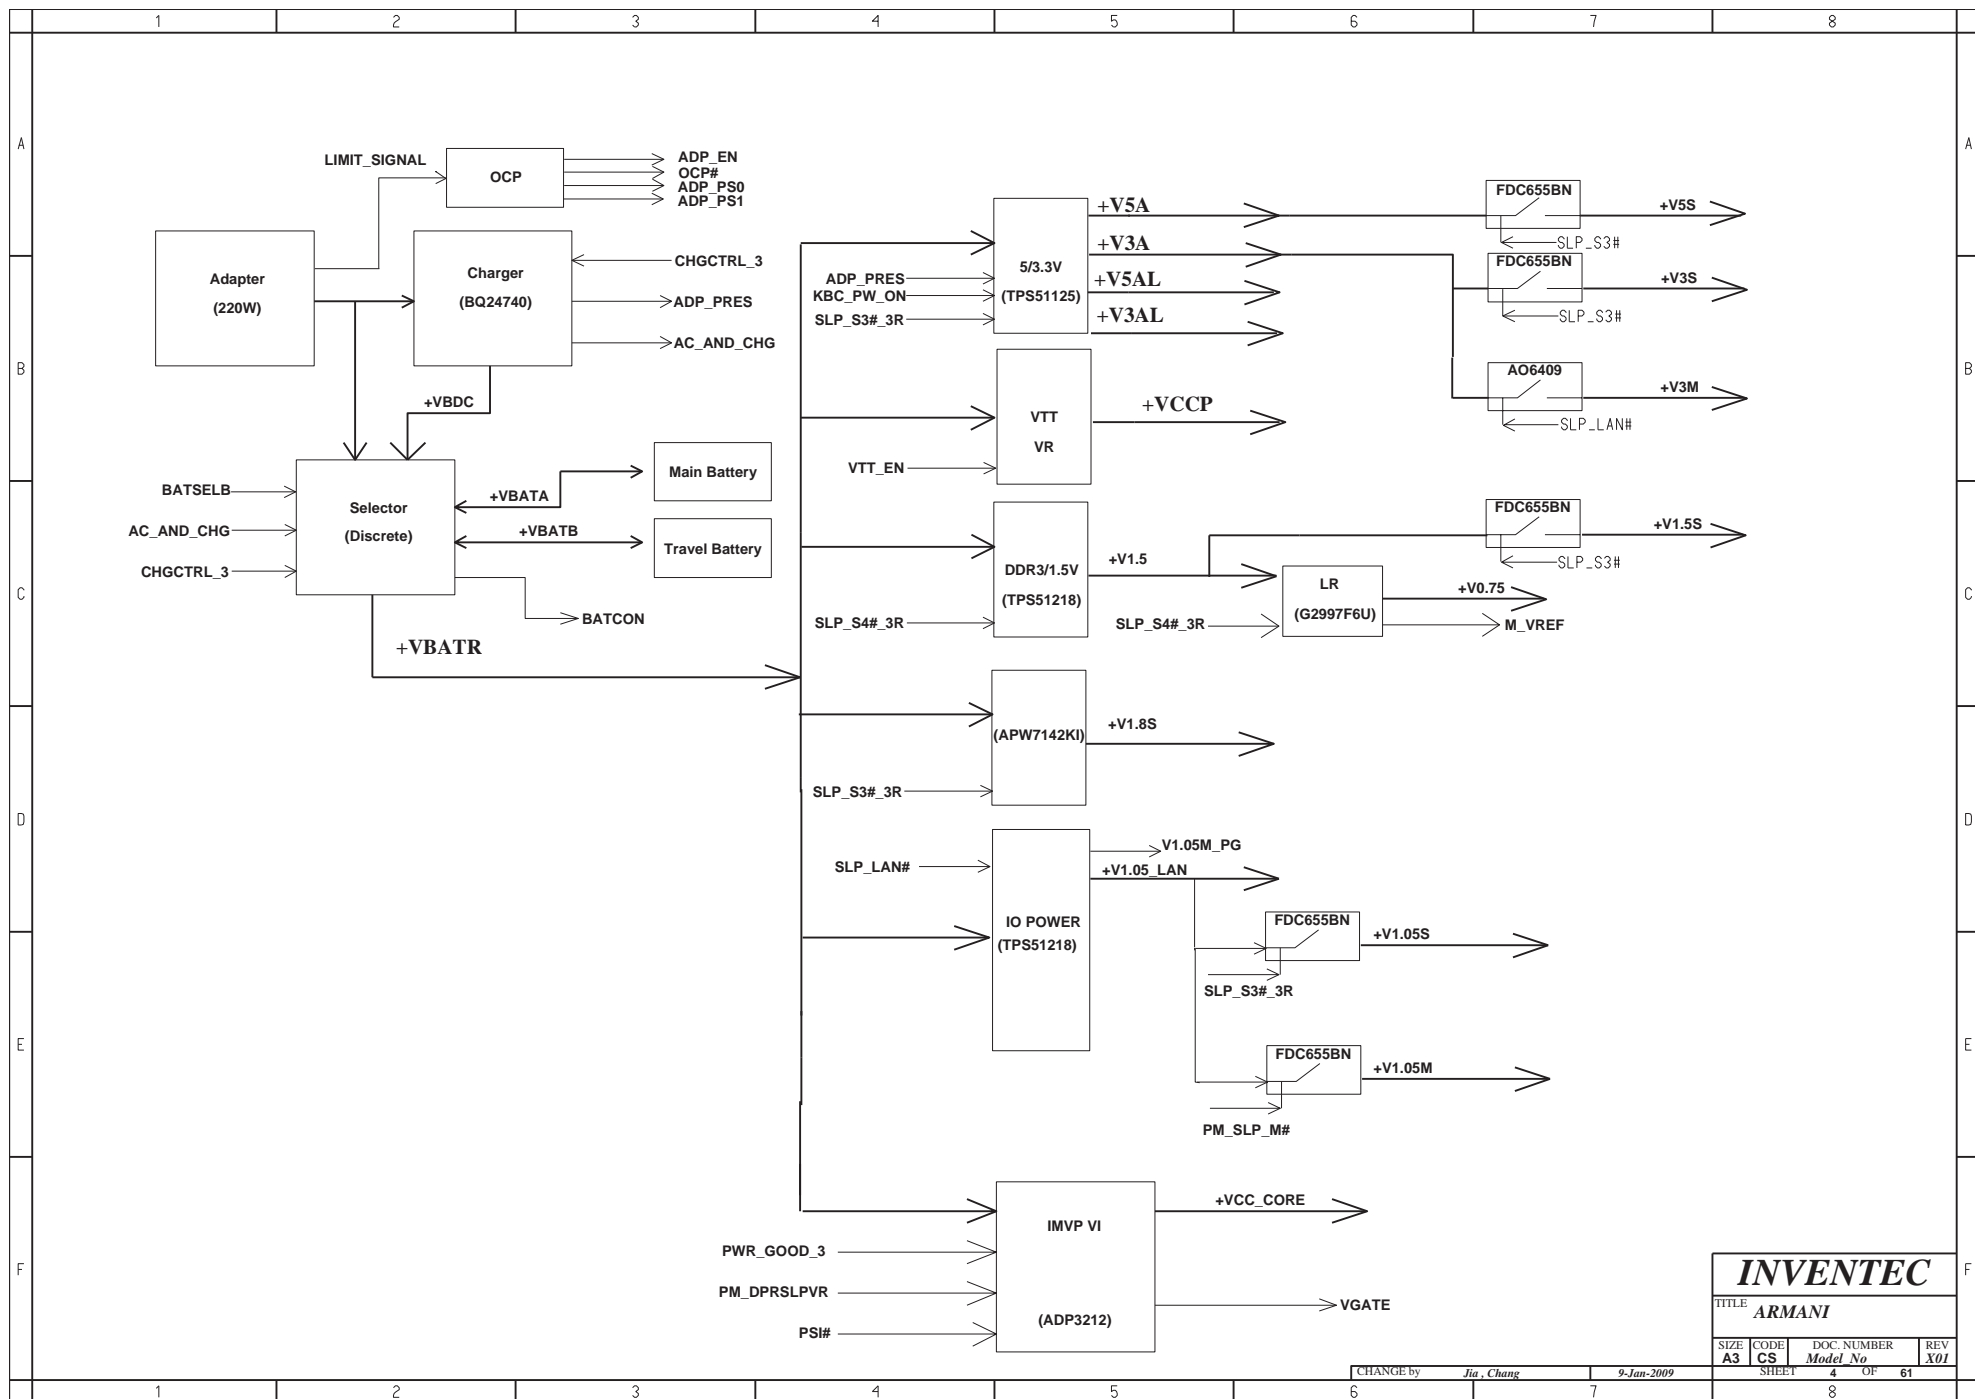 1 2 3 4 5 6 7 8
A
A
LIMIT_SIGNAL
OCP
ADP_EN
OCP#
ADP_PS0
ADP_PS1
Adapter
(220W)
Charger
(BQ24740)
CHGCTRL_3
ADP_PRES
AC_AND_CHG
+VBDC
B
B
BATSELB
AC_AND_CHG
CHGCTRL_3
Selector
(Discrete)
+VBATA
Main Battery
+VBATB
Travel Battery
BATCON
+VBATR
C
C
ADP_PRES
KBC_PW_ON
SLP_S3#_3R
5/3.3V
(TPS51125)
+V5A
+V3A
+V5AL
+V3AL
FDC655BN
+V5S
SLP_S3#
FDC655BN
+V3S
SLP_S3#
AO6409
+V3M
SLP_LAN#
VTT_EN
VTT
VR
+VCCP
SLP_S4#_3R
DDR3/1.5V
(TPS51218)
+V1.5
FDC655BN
+V1.5S
SLP_S3#
SLP_S4#_3R
LR
(G2997F6U)
+V0.75
M_VREF
SLP_S3#_3R
(APW7142KI)
+V1.8S
D
D
SLP_LAN#
IO POWER
(TPS51218)
V1.05M_PG
+V1.05_LAN
FDC655BN
+V1.05S
SLP_S3#_3R
E
E
FDC655BN
+V1.05M
PM_SLP_M#
IMVP VI
(ADP3212)
+VCC_CORE
PWR_GOOD_3
PM_DPRSLPVR
PSI#
VGATE
F
F
INVENTEC
TITLE
ARMANI
SIZE CODE DOC. NUMBER REV
A3 CS Model_No X01
CHANGE by Jia , Chang 9-Jan-2009 SHEET 4 OF 61
1 2 3 4 5 6 7 8